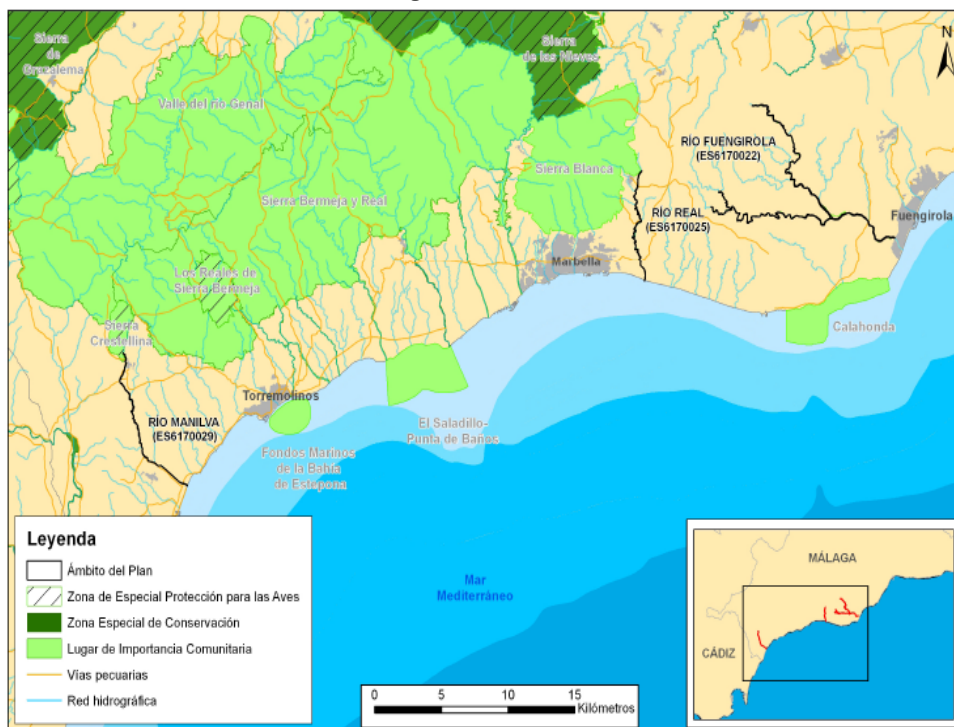 Sierra
de
Grazalema
Sierra
de las Nieves
N
Valle del río Genal
RÍO FUENGIROLA
(ES6170022)
Sierra Blanca
Sierra Bermeja y Real
RÍO REAL
(ES6170025)
Fuengirola
Marbella
Los Reales de
Sierra Bermeja
Sierra
Crestellina
Calahonda
Torremolinos
RÍO MANILVA
(ES6170029)
El Saladillo-
Punta de Baños
Fondos Marinos
de la Bahía
de Estepona
Mar
Mediterráneo
Leyenda
Ámbito del Plan
Zona de Especial Protección para las Aves
Zona Especial de Conservación
Lugar de Importancia Comunitaria
Vías pecuarias
Red hidrográfica
0 5 10 15
Kilómetros
MÁLAGA
CÁDIZ